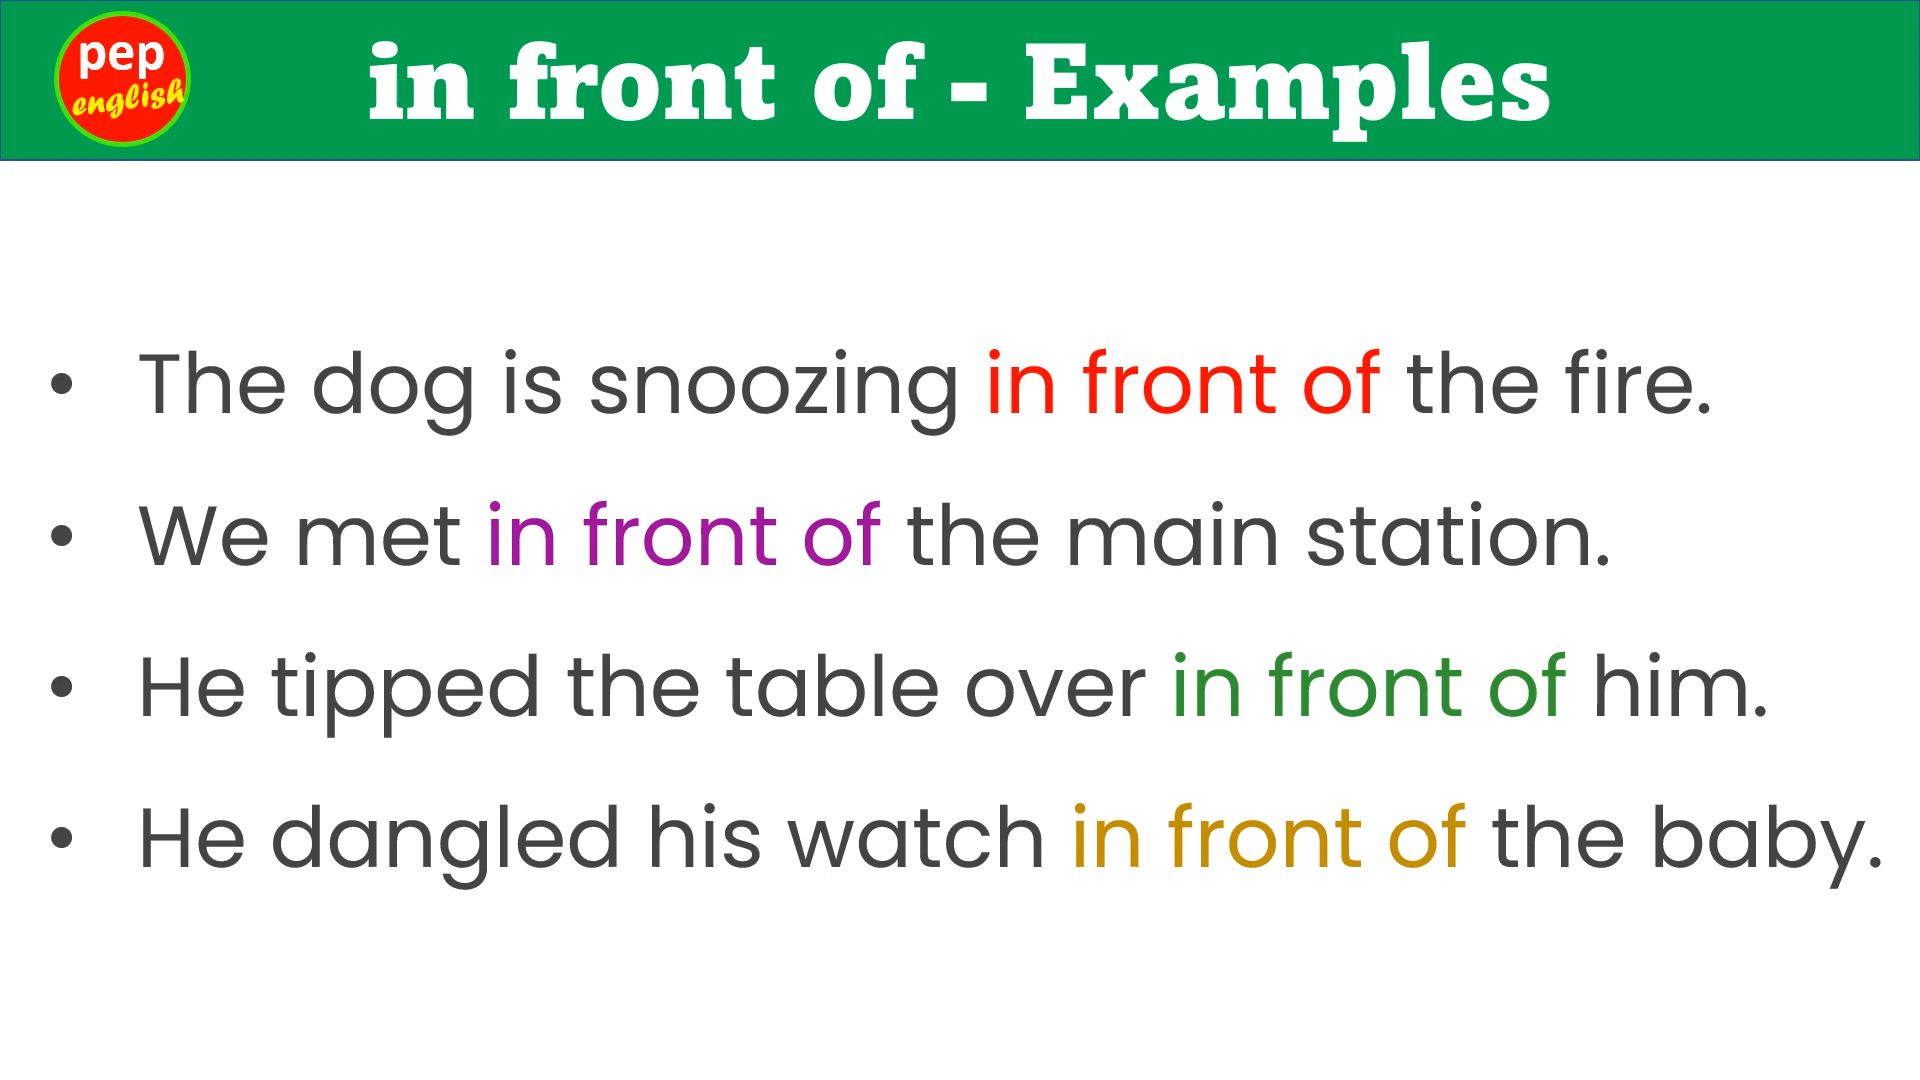 pep
english
in front of - Examples
• The dog is snoozing in front of the fire.
• We met in front of the main station.
• He tipped the table over in front of him.
• He dangled his watch in front of the baby.